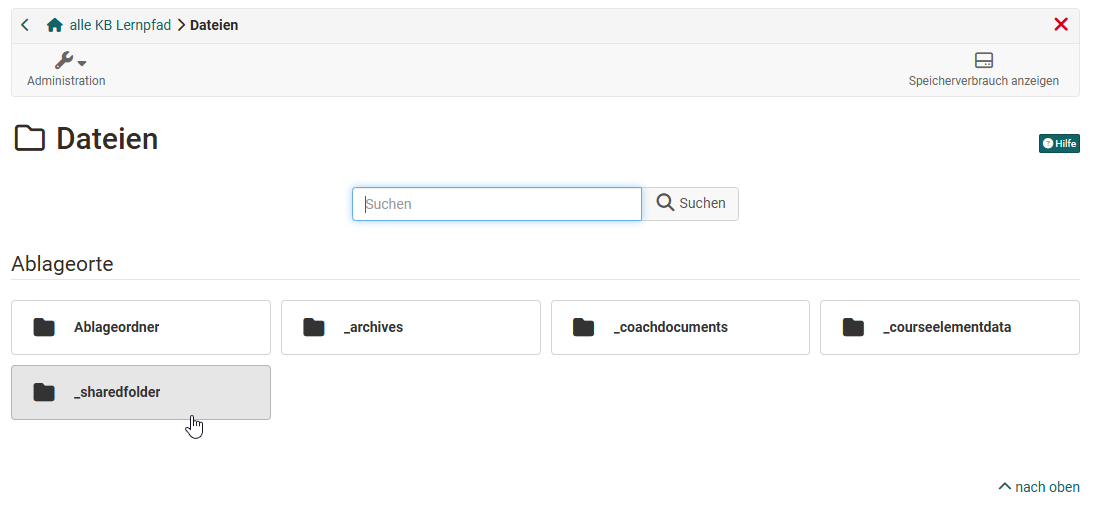 alle KB Lernpfad Dateien
Administration
Speicherverbrauch anzeigen
Dateien
Hilfe
Suchen Suchen
Ablageorte
Ablageordner _archives _coachdocuments _courseelementdata
_sharedfolder
nach oben